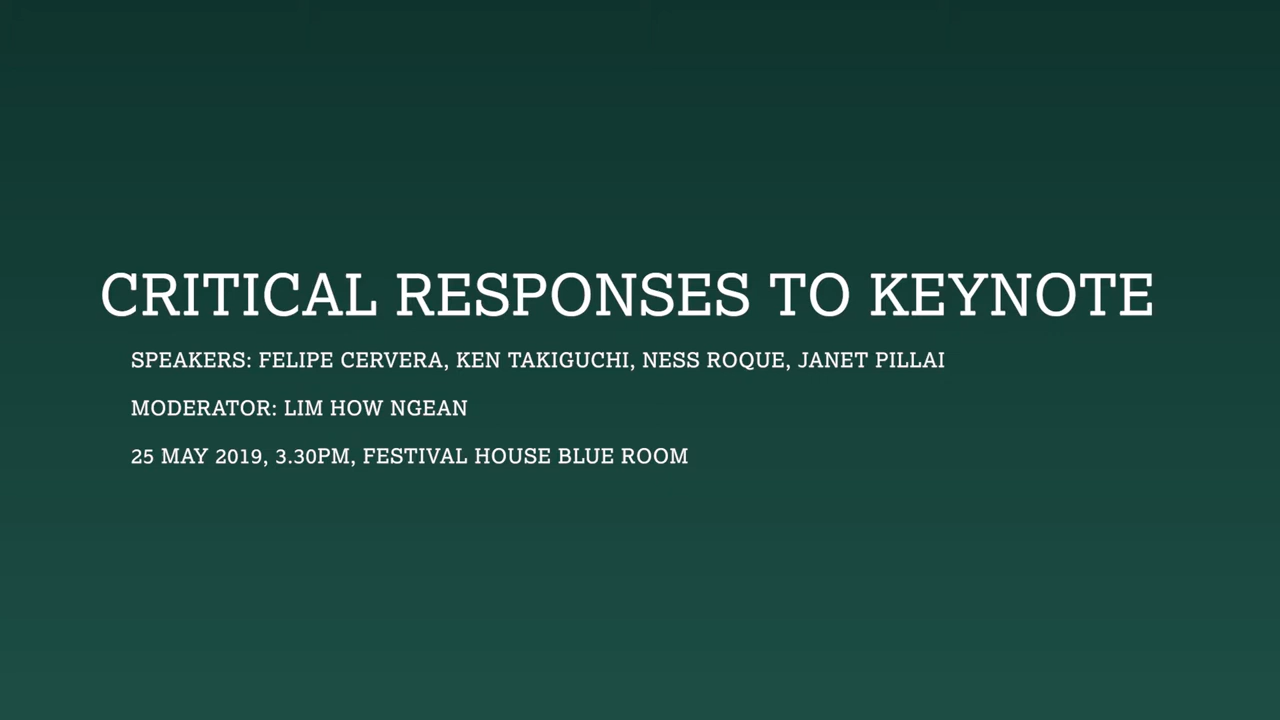 CRITICAL RESPONSES TO KEYNOTE
SPEAKERS: FELIPE CERVERA, KEN TAKIGUCHI, NESS ROQUE, JANET PILLAI
MODERATOR: LIM HOW NGEAN
25 MAY 2019, 3.30PM, FESTIVAL HOUSE BLUE ROOM